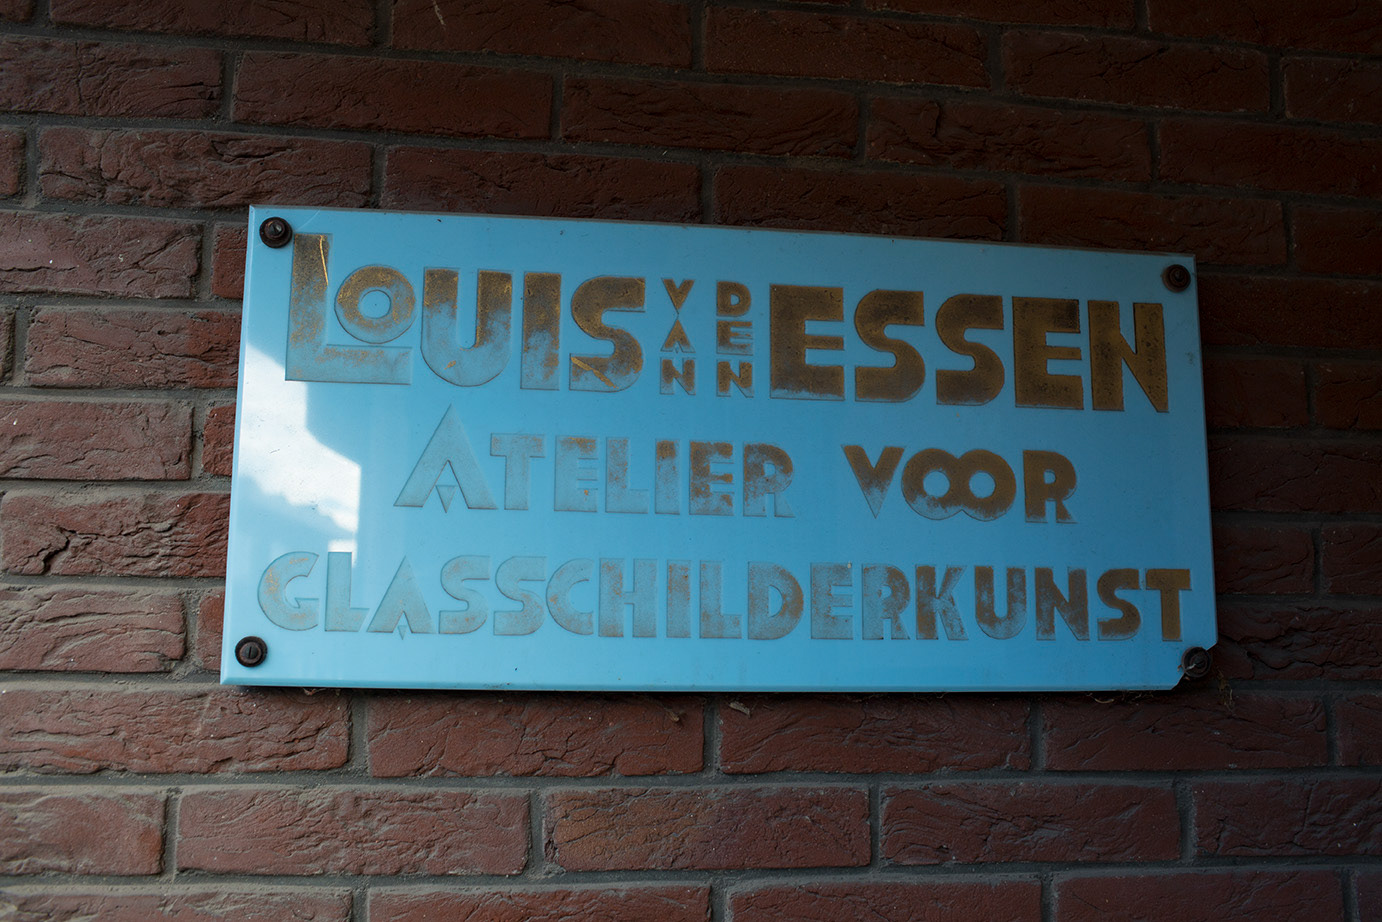 LOUIS VAN DEN ESSEN
ATELIER VOOR
GLASSCHILDERKUNST